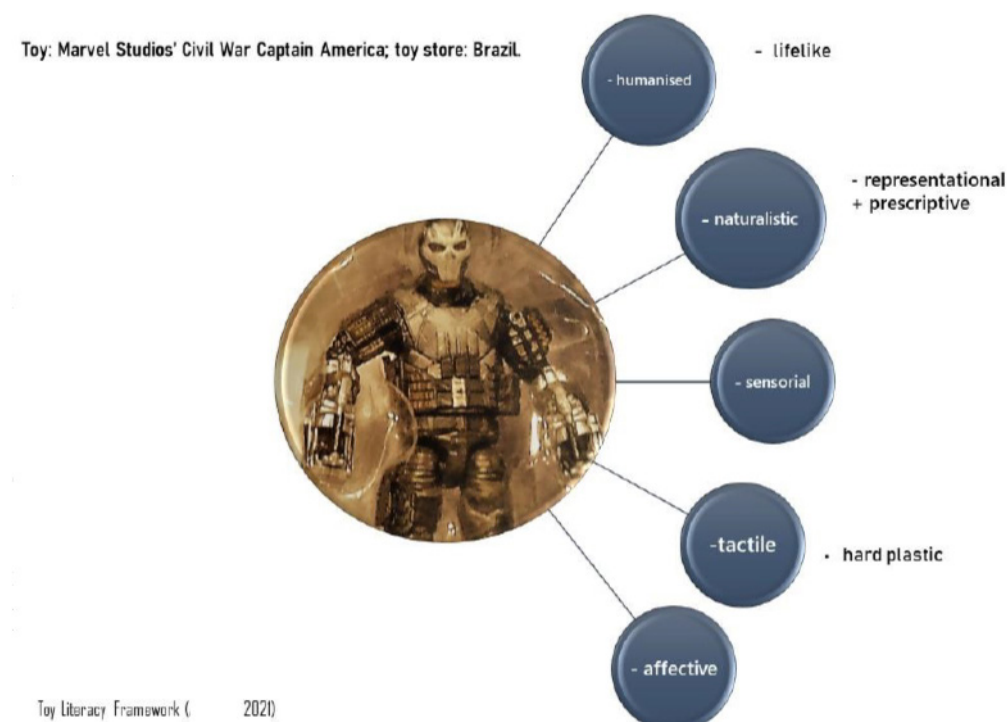 Toy: Marvel Studios' Civil War Captain America; toy store: Brazil.
- lifelike
- humanised
- representational
+ prescriptive
- naturalistic
- sensorial
-tactile
· hard plastic
- affective
Toy Literacy Framework (, 2021)